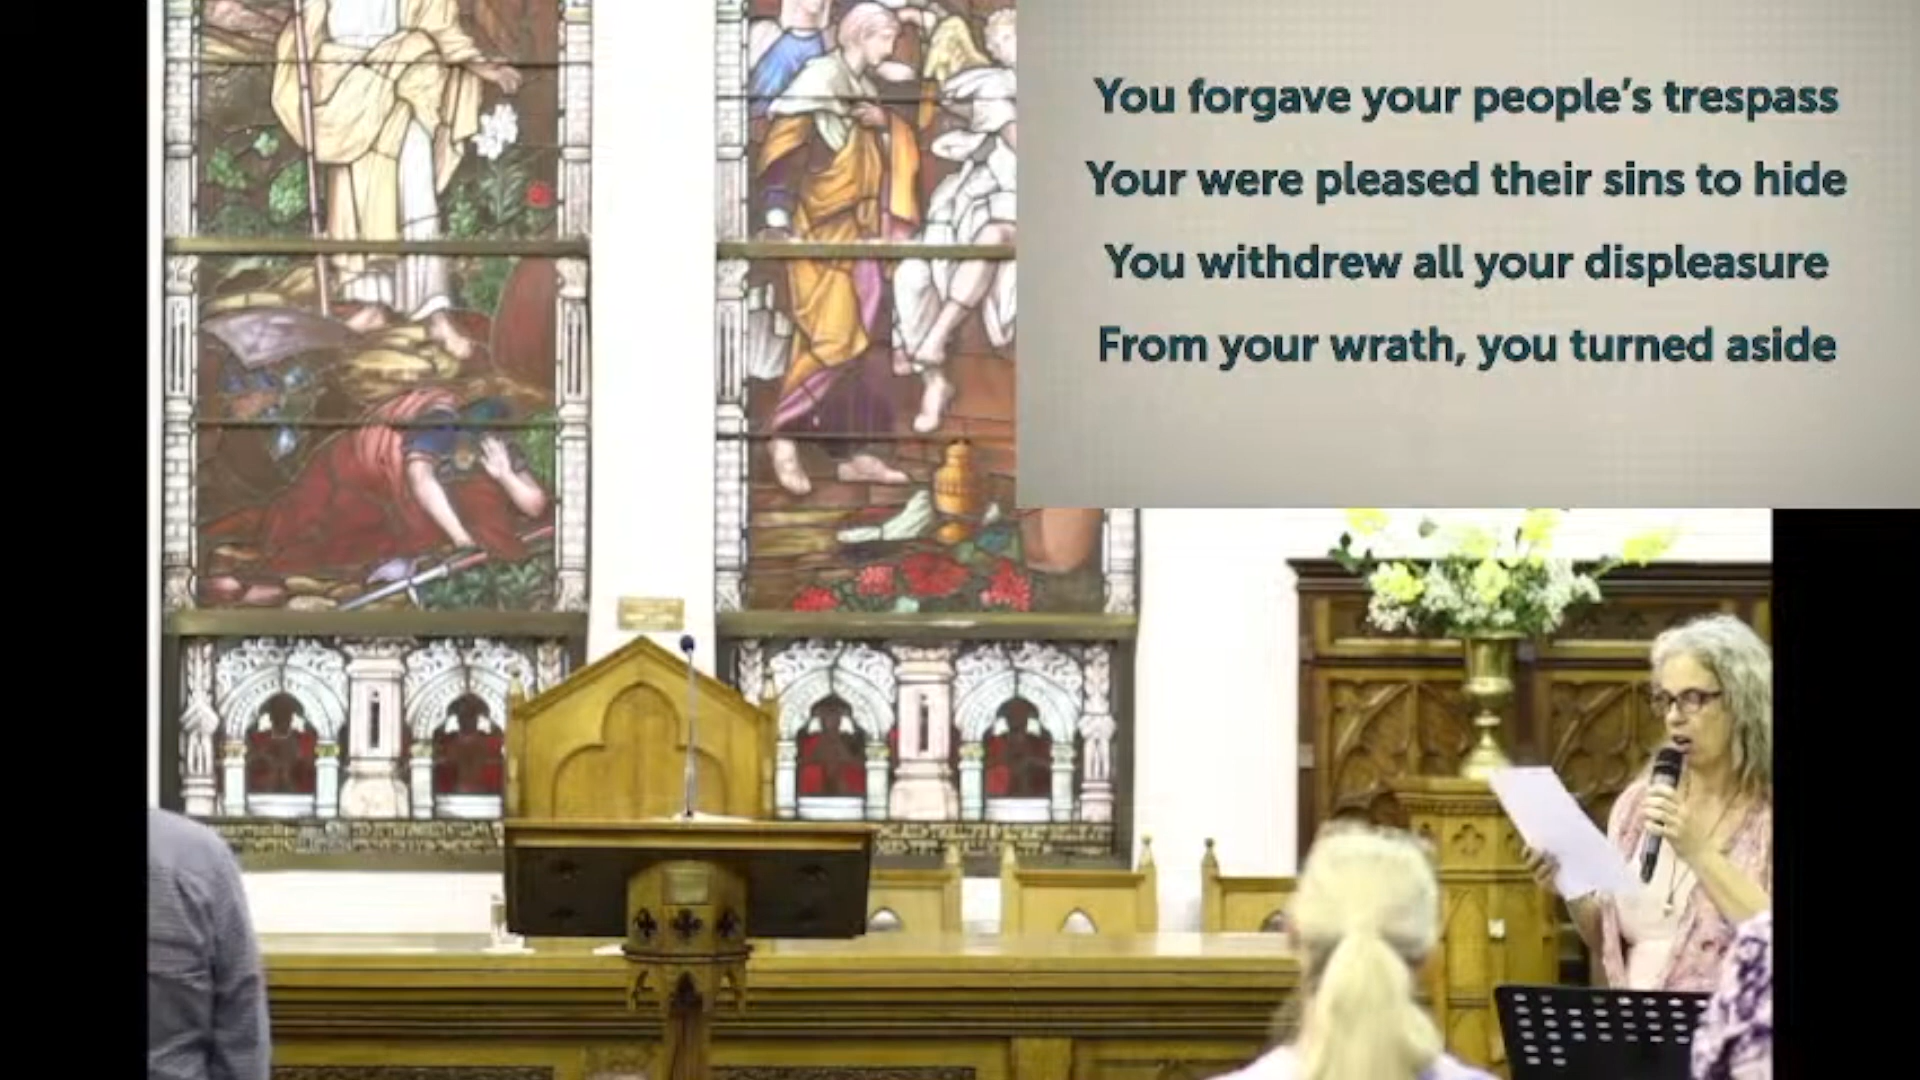 You forgave your people's trespass
Your were pleased their sins to hide
You withdrew all your displeasure
From your wrath, you turned aside